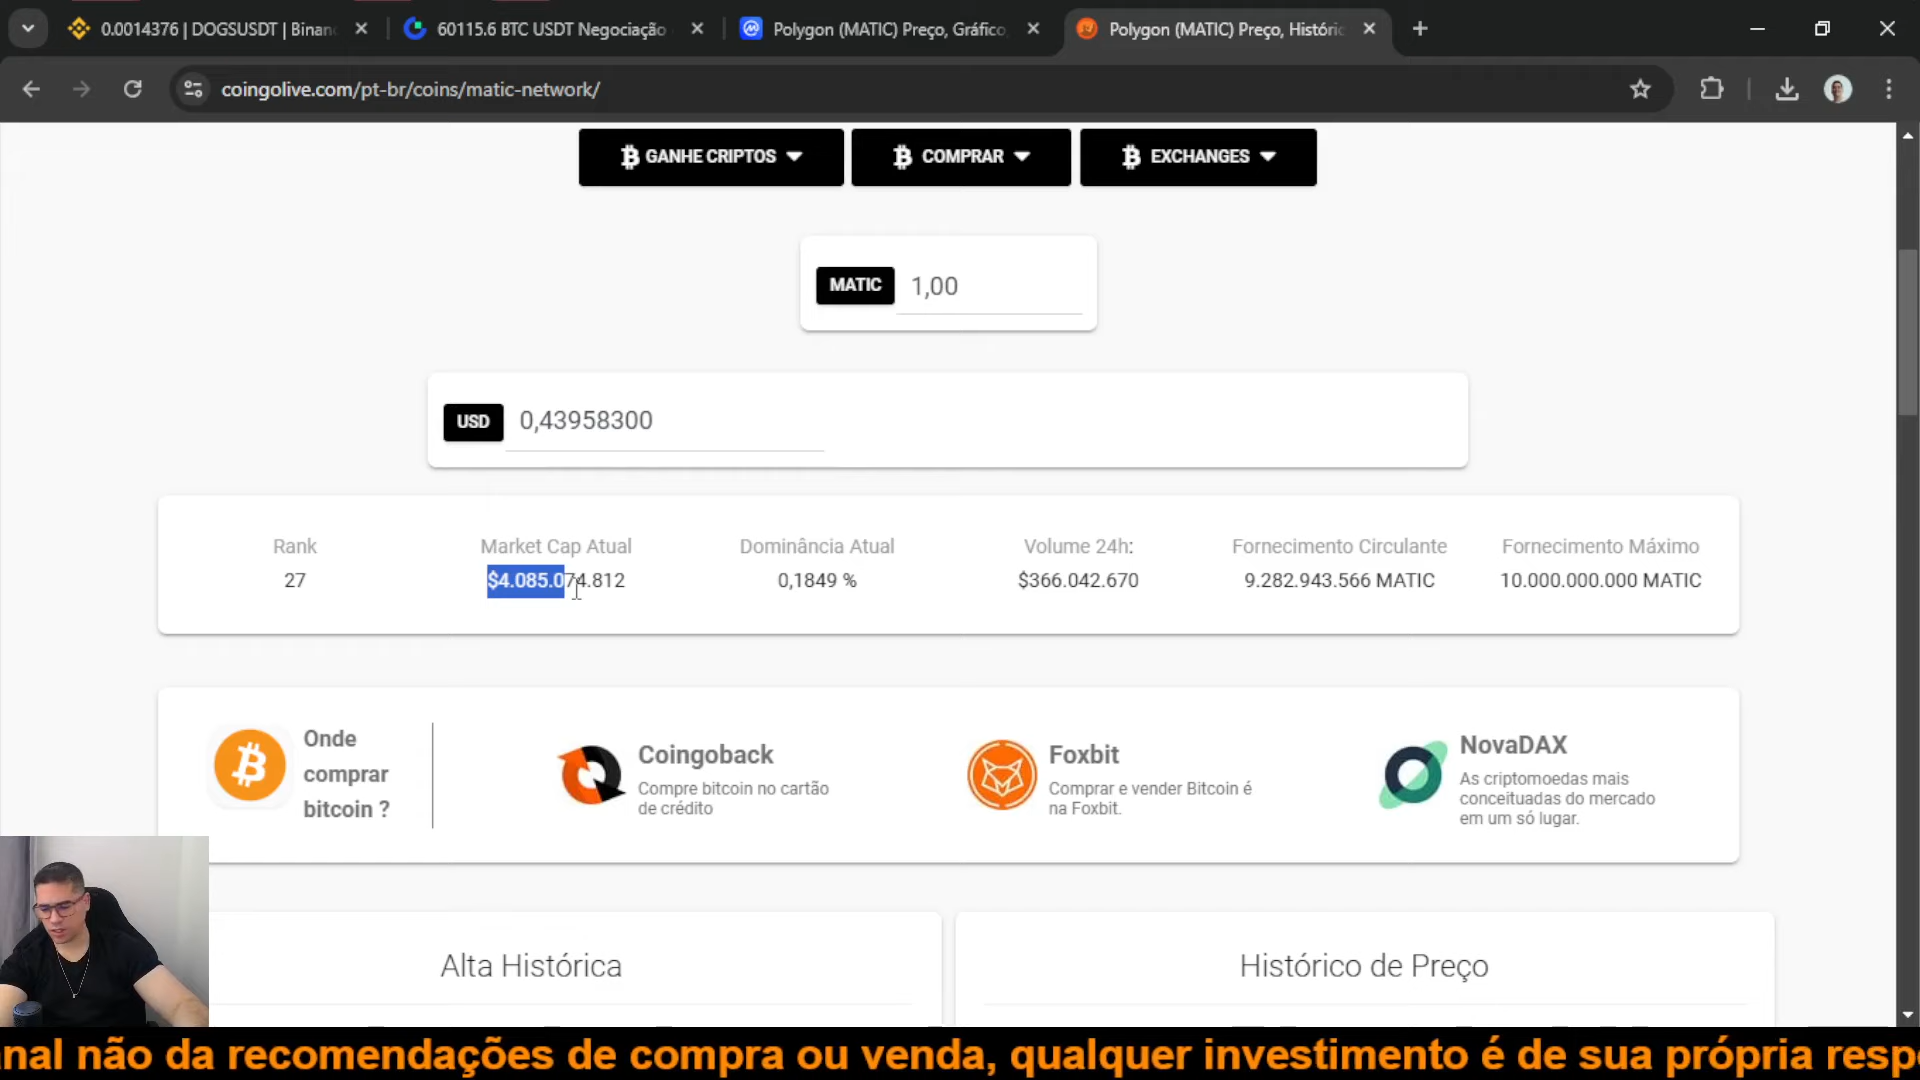 0.0014376 | DOGSUSDT | Binan
60115.6 BTC USDT Negociação
Polygon (MATIC) Preço, Gráfico,
Polygon (MATIC) Preço, Históric
coingolive.com/pt-br/coins/matic-network/
GANHE CRIPTOS
COMPRAR
EXCHANGES
MATIC 1,00
USD 0,43958300
Rank
27
Market Cap Atual
$4.085.074.812
Dominância Atual
0,1849 %
Volume 24h:
$366.042.670
Fornecimento Circulante
9.282.943.566 MATIC
Fornecimento Máximo
10.000.000.000 MATIC
Onde
comprar
bitcoin ?
Coingoback
Compre bitcoin no cartão
de crédito
Foxbit
Comprar e vender Bitcoin é
na Foxbit.
NovaDAX
As criptomoedas mais
conceituadas do mercado
em um só lugar.
Alta Histórica
Histórico de Preço
anal não da recomendações de compra ou venda, qualquer investimento é de sua própria resp